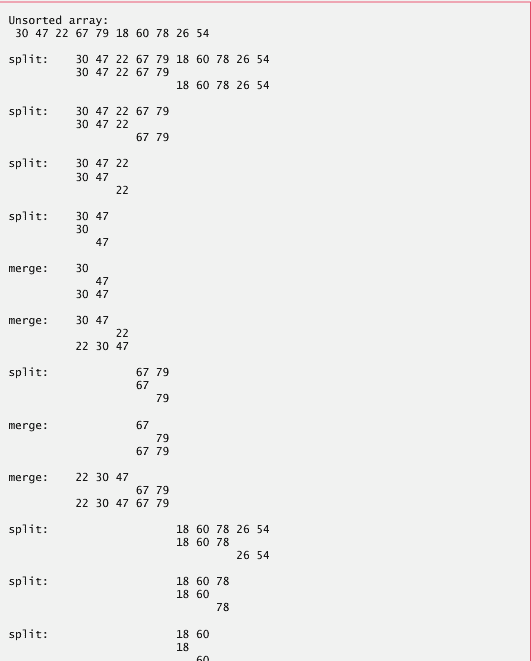 Unsorted array:
30 47 22 67 79 18 60 78 26 54
split: 30 47 22 67 79 18 60 78 26 54
30 47 22 67 79
18 60 78 26 54
split: 30 47 22 67 79
30 47 22
67 79
split: 30 47 22
30 47
22
split: 30 47
30
47
merge: 30
47
30 47
merge: 30 47
22
22 30 47
split: 67 79
67
79
merge: 67
79
67 79
merge: 22 30 47
67 79
22 30 47 67 79
split: 18 60 78 26 54
18 60 78
26 54
split: 18 60 78
18 60
78
split: 18 60
18
60